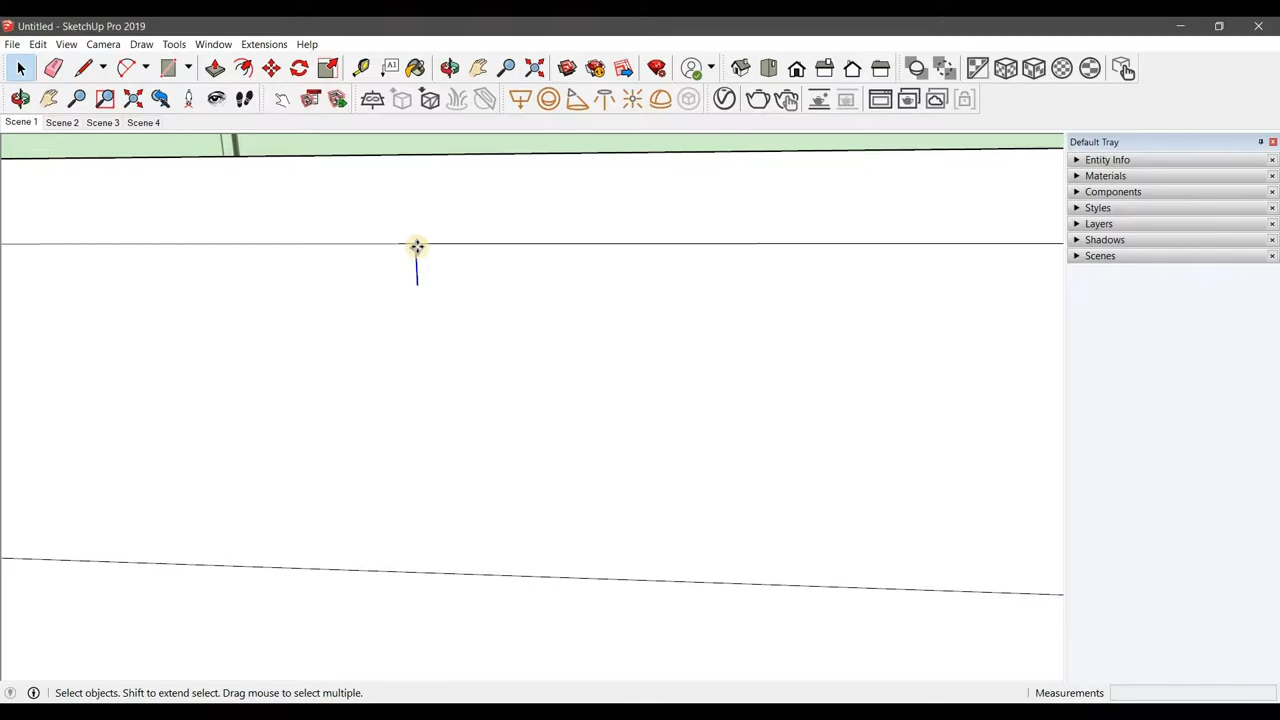 Untitled - SketchUp Pro 2019
File Edit View Camera Draw Tools Window Extensions Help
A1
Scene 1 Scene 2 Scene 3 Scene 4
Default Tray
Entity Info
Materials
Components
Styles
Layers
Shadows
Scenes
Select objects. Shift to extend select. Drag mouse to select multiple.
Measurements